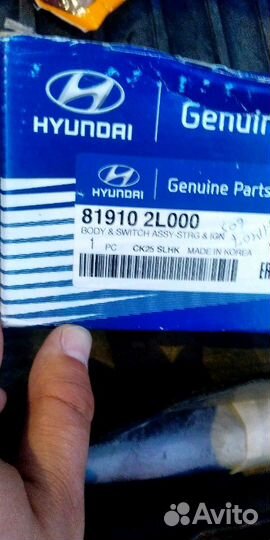 HYUNDAI
Genuin
HYUNDAI
Genuine Parts
81910 2L000
BODY & SWITCH ASSY-STRG & IGN
1 PC CK25 SLHK MADE IN KOREA
Avito